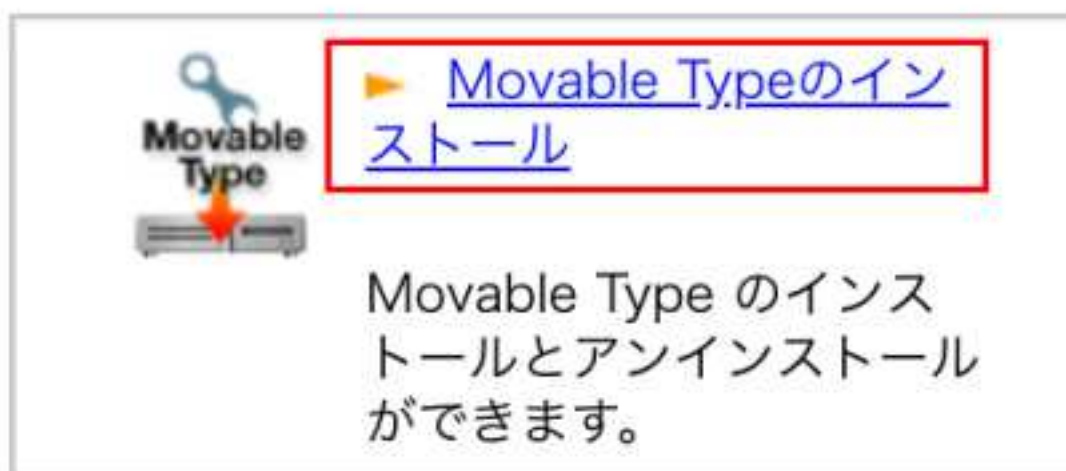 Movable
Type
► Movable Typeのイン
ストール
Movable Type のインス
トールとアンインストール
ができます。